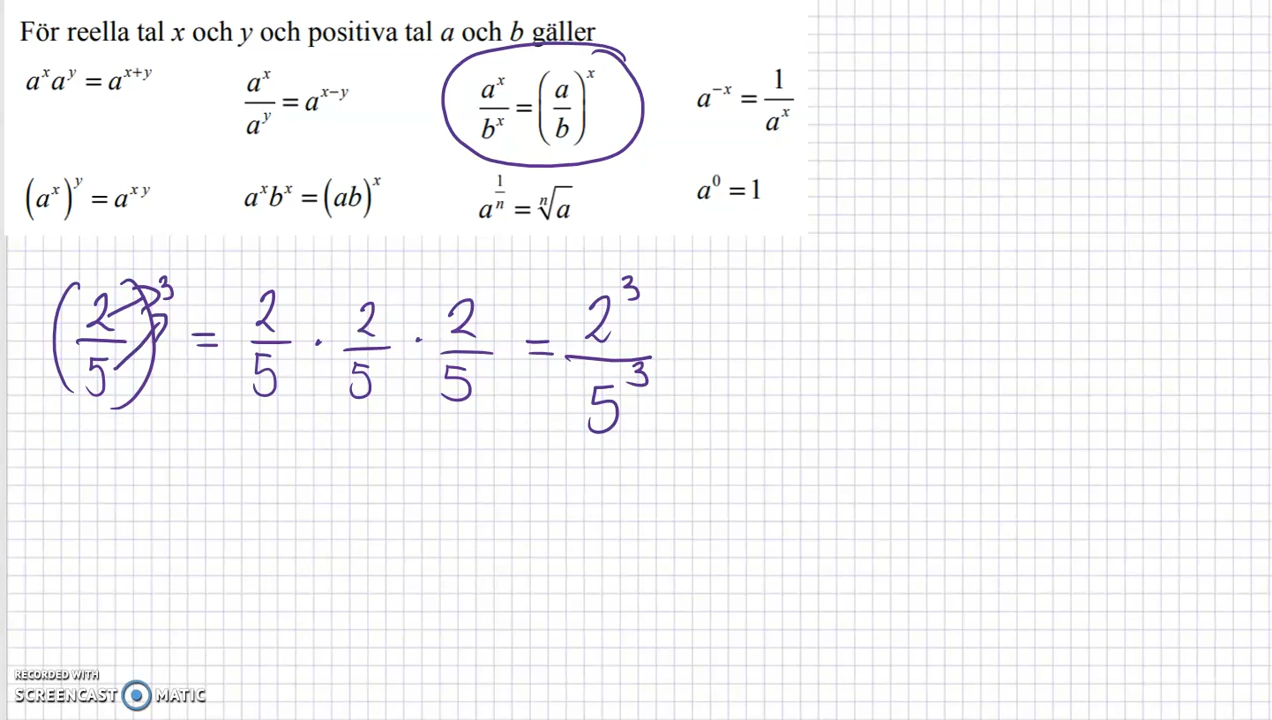 För reella tal x och y och positiva tal a och b gäller
a^x a^y = a^{x+y}
a^x / a^y = a^{x−y}
a^x / b^x = (a/b)^x
a^{−x} = 1 / a^x
(a^x)^y = a^{xy}
a^x b^x = (ab)^x
a^{1/n} = ⁿ√a
a^0 = 1
(2/5)^3 = 2/5 · 2/5 · 2/5 = 2^3 / 5^3
RECORDED WITH
SCREENCAST MATIC